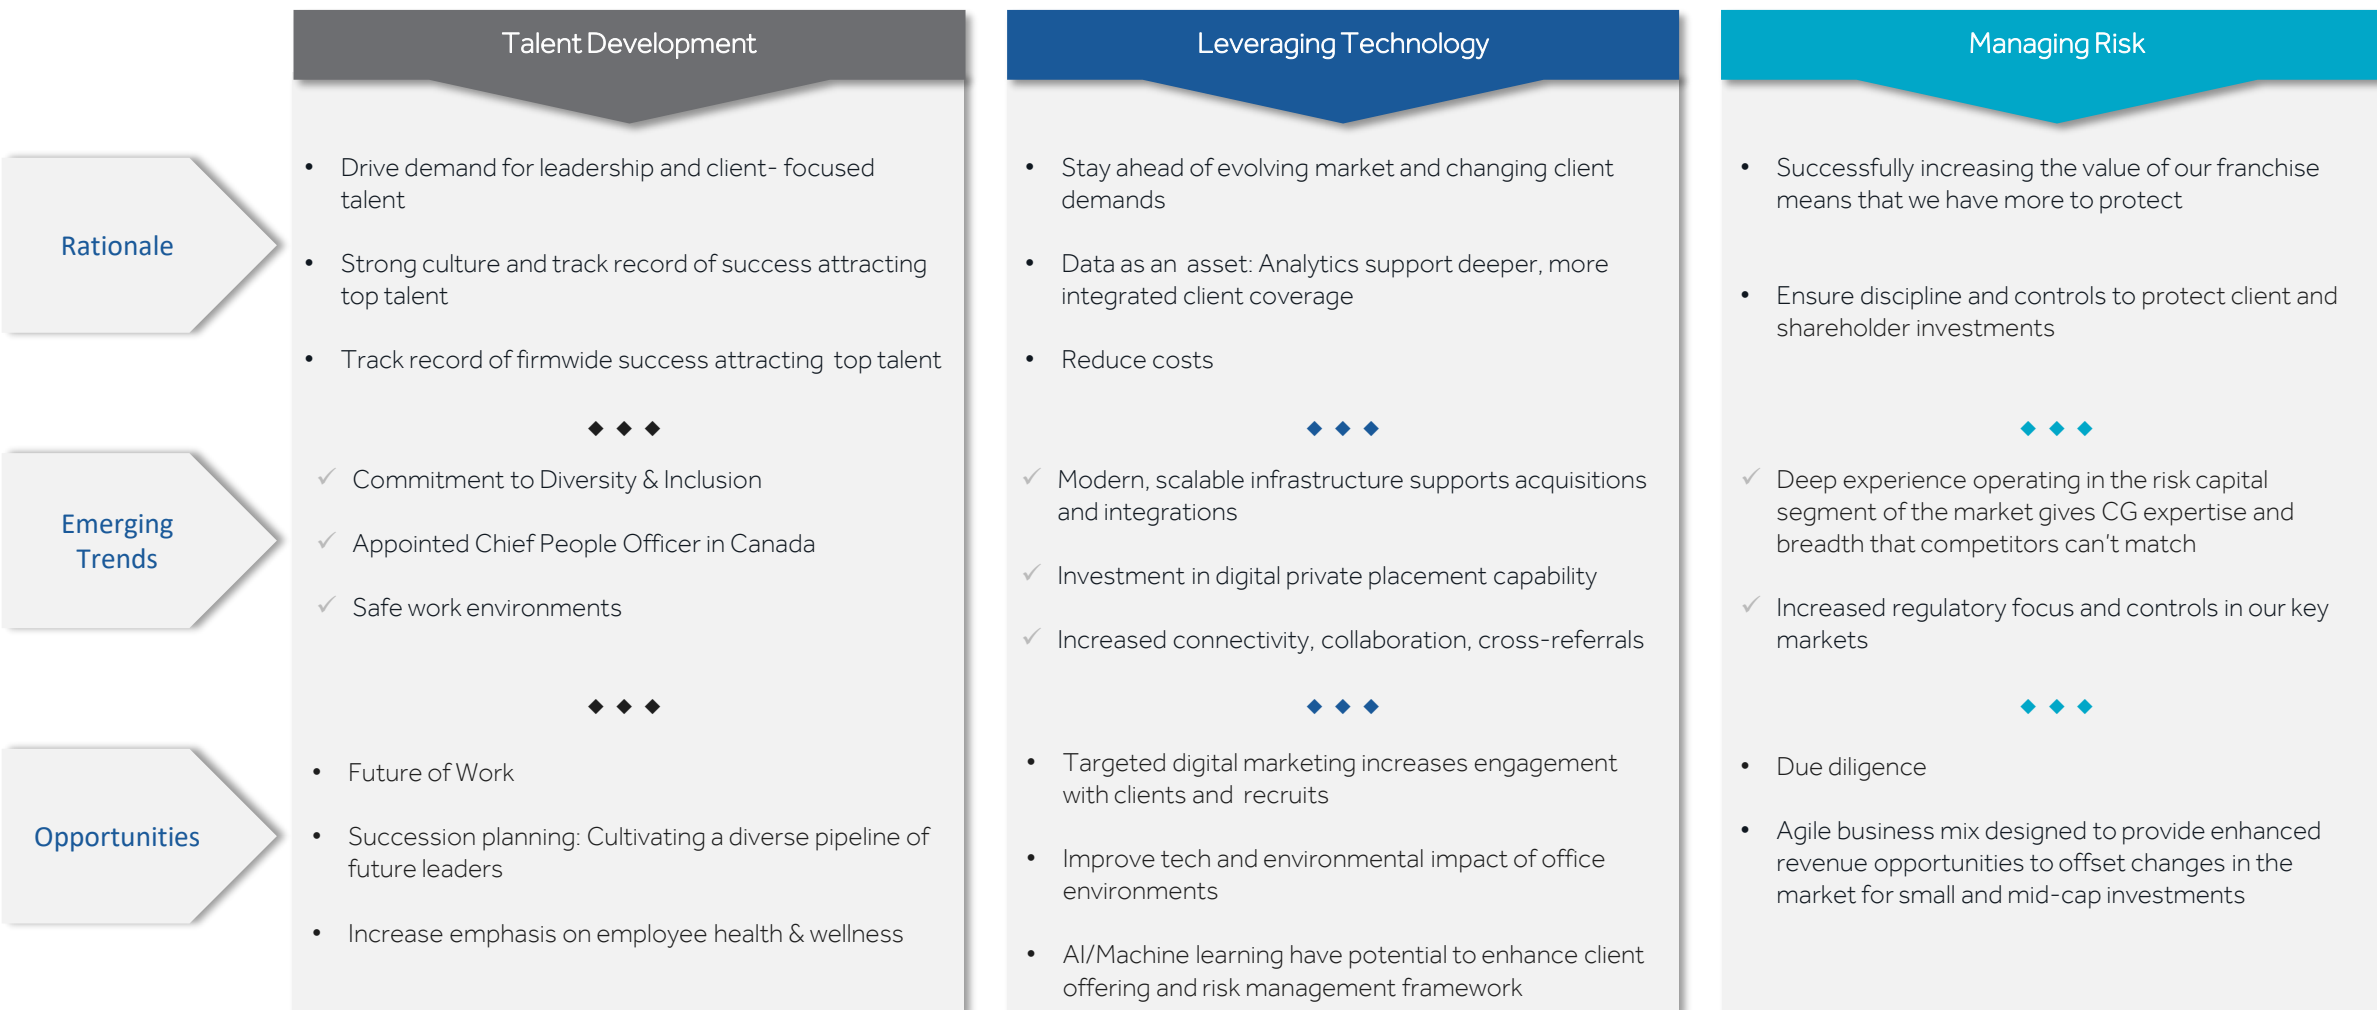 Talent Development
Leveraging Technology
Managing Risk
Rationale
• Drive demand for leadership and client- focused
talent
• Strong culture and track record of success attracting
top talent
• Track record of firmwide success attracting top talent
• Stay ahead of evolving market and changing client
demands
• Data as an asset: Analytics support deeper, more
integrated client coverage
• Reduce costs
• Successfully increasing the value of our franchise
means that we have more to protect
• Ensure discipline and controls to protect client and
shareholder investments
Emerging
Trends
✓ Commitment to Diversity & Inclusion
✓ Appointed Chief People Officer in Canada
✓ Safe work environments
✓ Modern, scalable infrastructure supports acquisitions
and integrations
✓ Investment in digital private placement capability
✓ Increased connectivity, collaboration, cross-referrals
✓ Deep experience operating in the risk capital
segment of the market gives CG expertise and
breadth that competitors can't match
✓ Increased regulatory focus and controls in our key
markets
Opportunities
• Future of Work
• Succession planning: Cultivating a diverse pipeline of
future leaders
• Increase emphasis on employee health & wellness
• Targeted digital marketing increases engagement
with clients and recruits
• Improve tech and environmental impact of office
environments
• AI/Machine learning have potential to enhance client
offering and risk management framework
• Due diligence
• Agile business mix designed to provide enhanced
revenue opportunities to offset changes in the
market for small and mid-cap investments